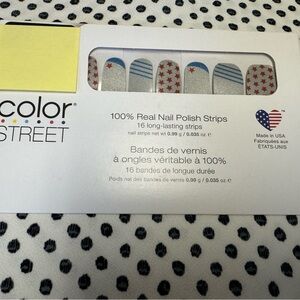 color
STREET
100% Real Nail Polish Strips
16 long-lasting strips
nail strips net wt 0.99 g / 0.035 oz ℮
Bandes de vernis
à ongles véritable à 100%
16 bandes de longue durée
Poids net des bandes de vernis 0.99 g / 0.035 oz ℮
Made in USA
Fabriquées aux
ÉTATS-UNIS